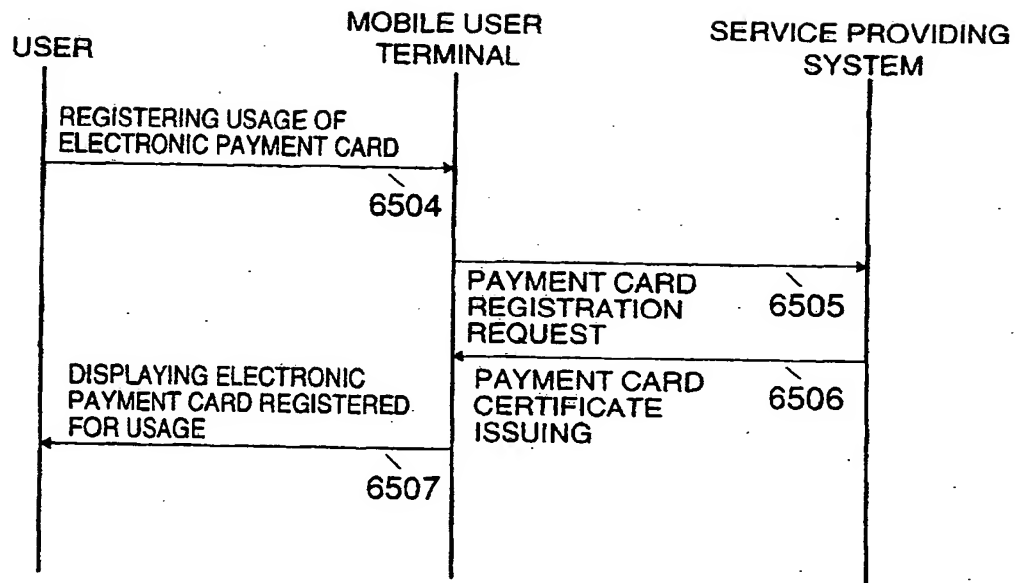 USER
MOBILE USER
TERMINAL
SERVICE PROVIDING
SYSTEM
REGISTERING USAGE OF
ELECTRONIC PAYMENT CARD
6504
PAYMENT CARD
REGISTRATION
REQUEST
6505
PAYMENT CARD
CERTIFICATE
ISSUING
6506
DISPLAYING ELECTRONIC
PAYMENT CARD REGISTERED
FOR USAGE
6507